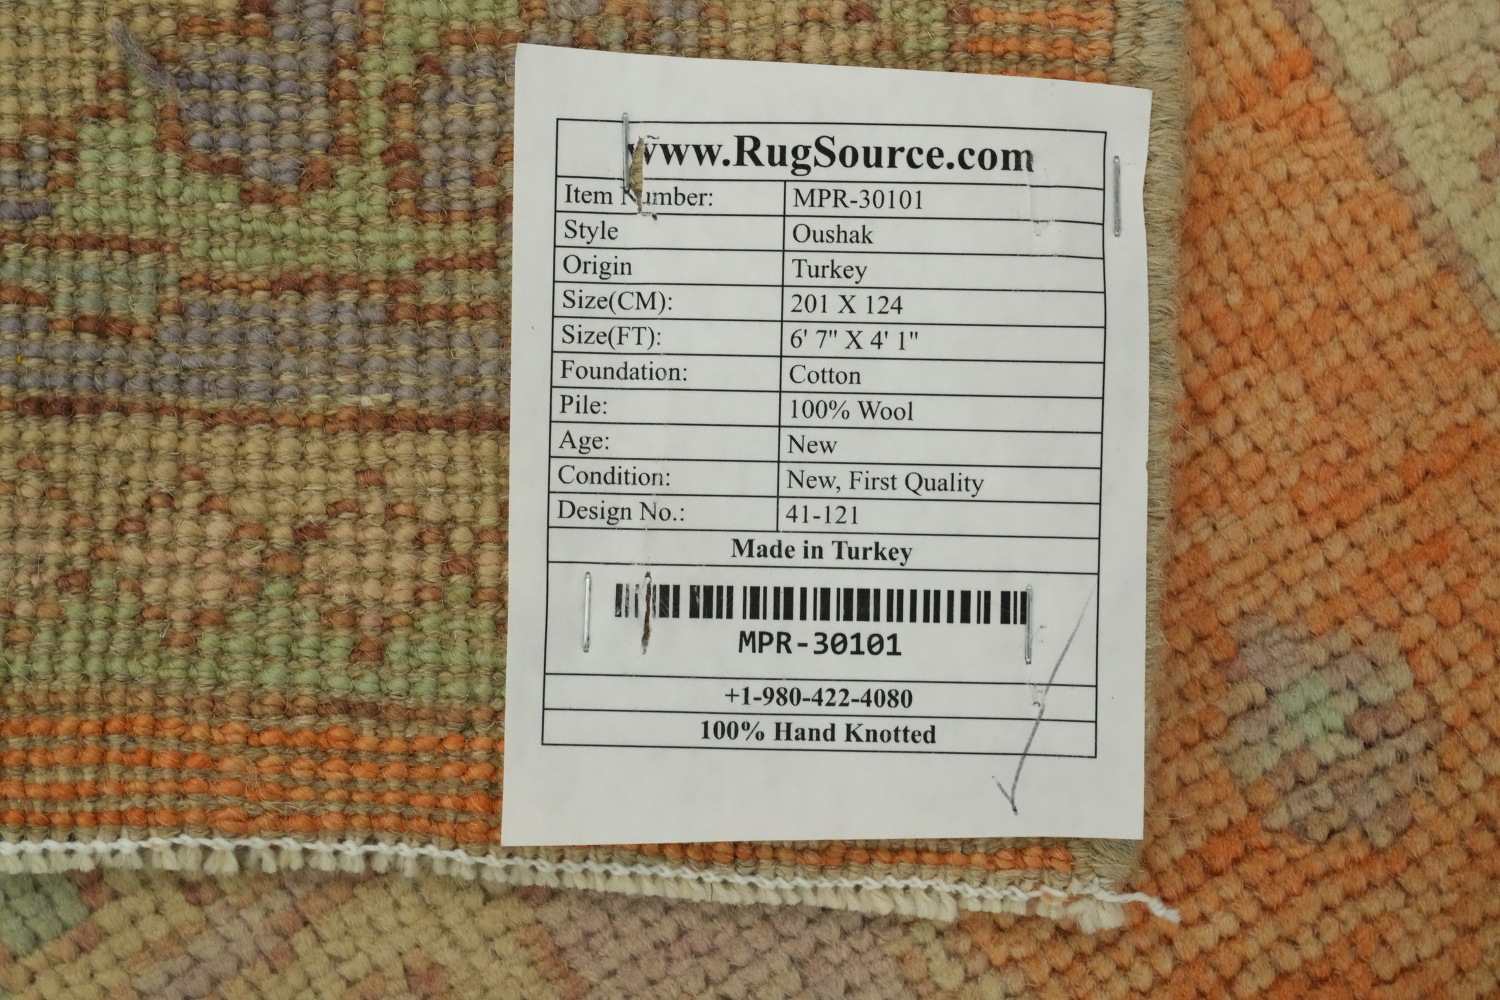 www.RugSource.com
Item Number: MPR-30101
Style Oushak
Origin Turkey
Size(CM): 201 X 124
Size(FT): 6' 7" X 4' 1"
Foundation: Cotton
Pile: 100% Wool
Age: New
Condition: New, First Quality
Design No.: 41-121
Made in Turkey
MPR-30101
+1-980-422-4080
100% Hand Knotted